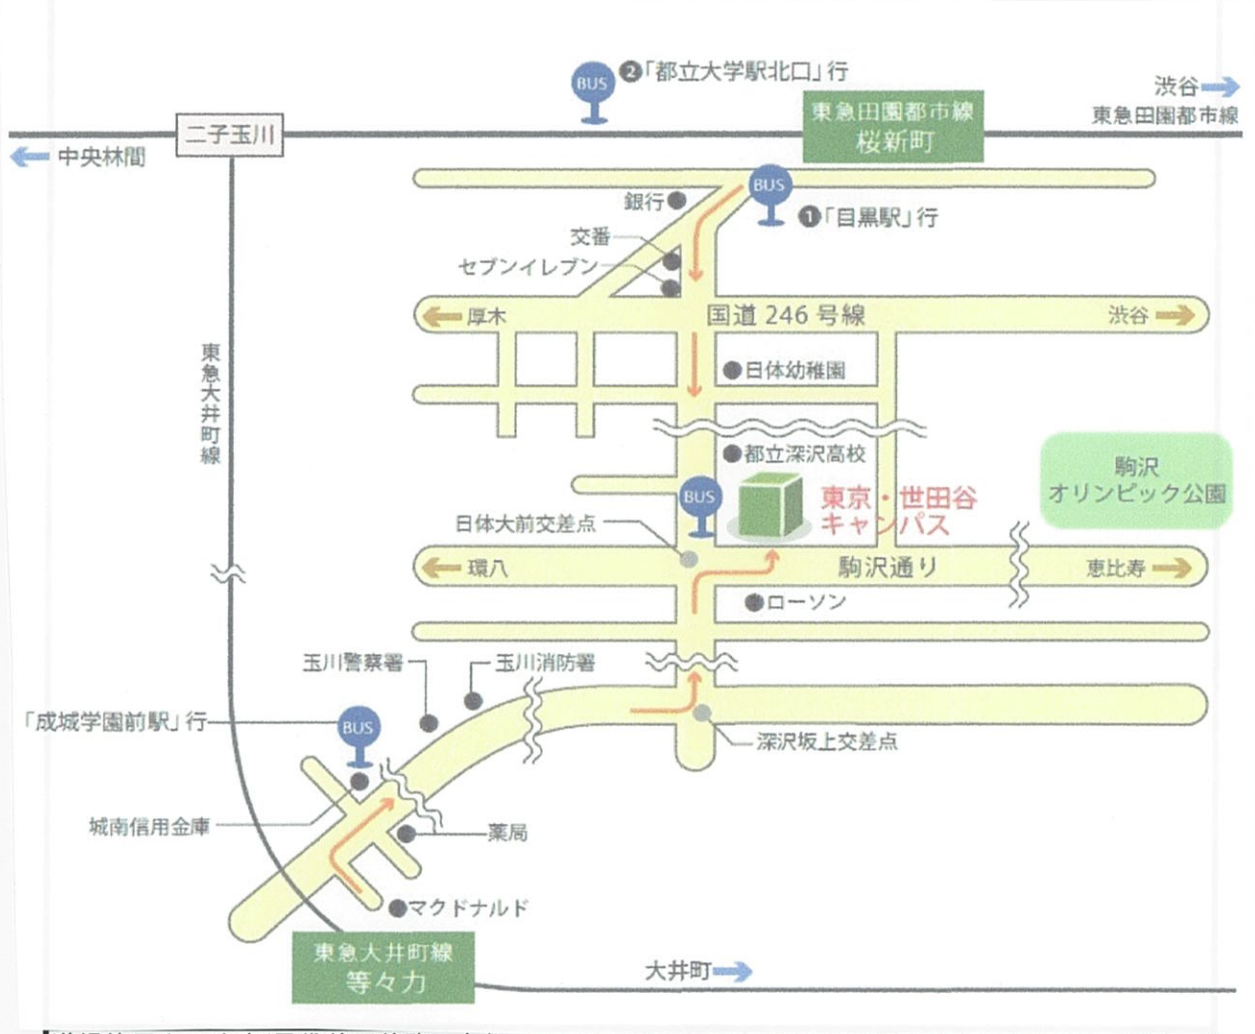 BUS
❷「都立大学駅北口」行
渋谷
東急田園都市線
東急田園都市線
桜新町
二子玉川
中央林間
BUS
❶「目黒駅」行
銀行
交番
セブンイレブン
厚木
国道 246 号線
渋谷
東急大井町線
日体幼稚園
都立深沢高校
駒沢
オリンピック公園
BUS
東京・世田谷
キャンパス
日体大前交差点
環八
駒沢通り
恵比寿
ローソン
玉川警察署
玉川消防署
「成城学園前駅」行
BUS
深沢坂上交差点
城南信用金庫
薬局
マクドナルド
東急大井町線
等々力
大井町